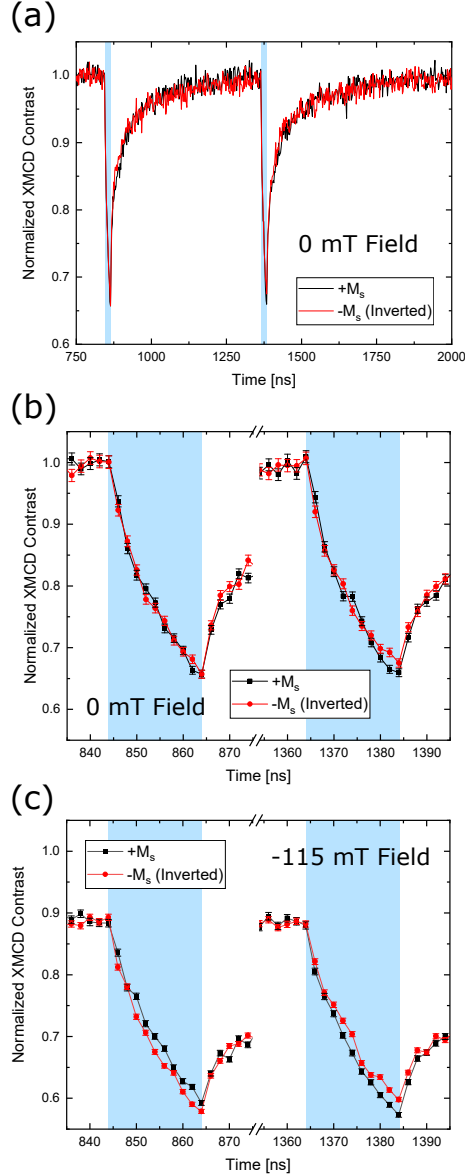 (a)
1.0
0.9
0.8
0.7
0.6
Normalized XMCD Contrast
0 mT Field
+Ms
-Ms (Inverted)
750 1000 1250 1500 1750 2000
Time [ns]
(b)
1.0
0.9
0.8
0.7
0.6
Normalized XMCD Contrast
+Ms
-Ms (Inverted)
0 mT Field
840 850 860 870 1360 1370 1380 1390
Time [ns]
(c)
+Ms
-Ms (Inverted)
-115 mT Field
1.0
0.9
0.8
0.7
0.6
Normalized XMCD Contrast
840 850 860 870 1360 1370 1380 1390
Time [ns]